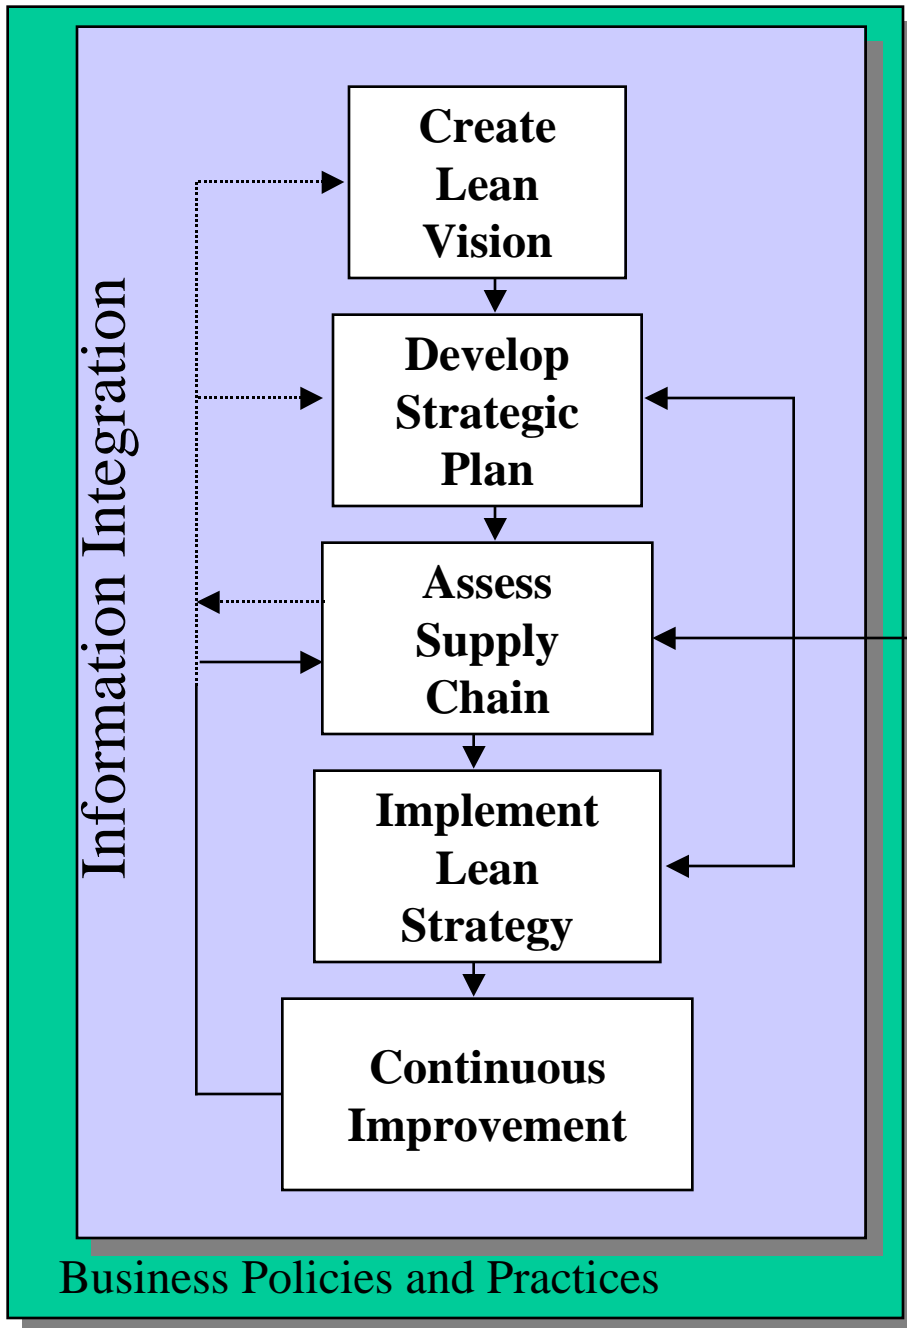 Create
Lean
Vision
Develop
Strategic
Plan
Assess
Supply
Chain
Implement
Lean
Strategy
Continuous
Improvement
Information Integration
Business Policies and Practices